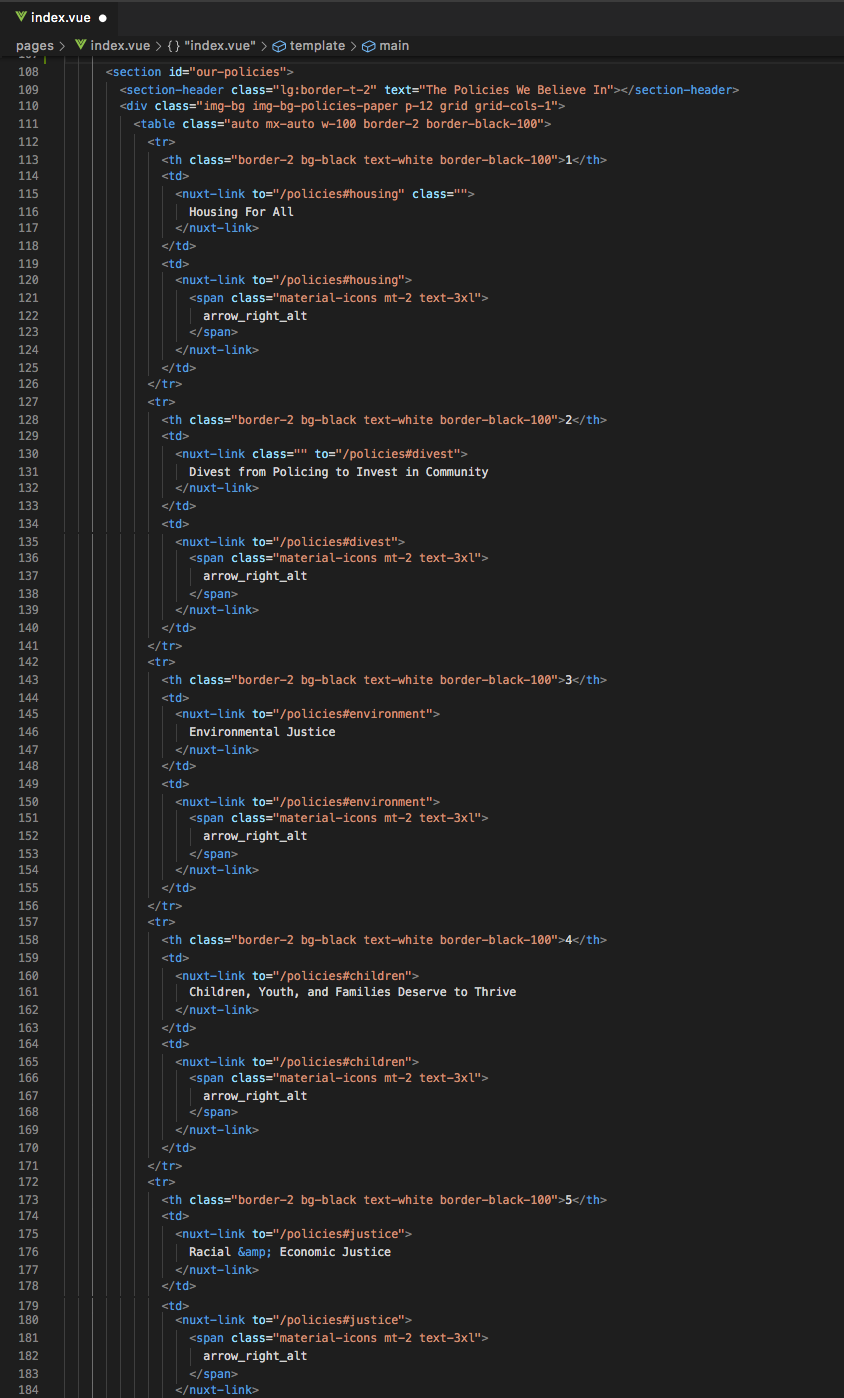 index.vue ●
pages > index.vue > {} "index.vue" > template > main
108 <section id="our-policies">
109 <section-header class="lg:border-t-2" text="The Policies We Believe In"></section-header>
110 <div class="img-bg img-bg-policies-paper p-12 grid grid-cols-1">
111 <table class="auto mx-auto w-100 border-2 border-black-100">
112 <tr>
113 <th class="border-2 bg-black text-white border-black-100">1</th>
114 <td>
115 <nuxt-link to="/policies#housing" class="">
116 Housing For All
117 </nuxt-link>
118 </td>
119 <td>
120 <nuxt-link to="/policies#housing">
121 <span class="material-icons mt-2 text-3xl">
122 arrow_right_alt
123 </span>
124 </nuxt-link>
125 </td>
126 </tr>
127 <tr>
128 <th class="border-2 bg-black text-white border-black-100">2</th>
129 <td>
130 <nuxt-link class="" to="/policies#divest">
131 Divest from Policing to Invest in Community
132 </nuxt-link>
133 </td>
134 <td>
135 <nuxt-link to="/policies#divest">
136 <span class="material-icons mt-2 text-3xl">
137 arrow_right_alt
138 </span>
139 </nuxt-link>
140 </td>
141 </tr>
142 <tr>
143 <th class="border-2 bg-black text-white border-black-100">3</th>
144 <td>
145 <nuxt-link to="/policies#environment">
146 Environmental Justice
147 </nuxt-link>
148 </td>
149 <td>
150 <nuxt-link to="/policies#environment">
151 <span class="material-icons mt-2 text-3xl">
152 arrow_right_alt
153 </span>
154 </nuxt-link>
155 </td>
156 </tr>
157 <tr>
158 <th class="border-2 bg-black text-white border-black-100">4</th>
159 <td>
160 <nuxt-link to="/policies#children">
161 Children, Youth, and Families Deserve to Thrive
162 </nuxt-link>
163 </td>
164 <td>
165 <nuxt-link to="/policies#children">
166 <span class="material-icons mt-2 text-3xl">
167 arrow_right_alt
168 </span>
169 </nuxt-link>
170 </td>
171 </tr>
172 <tr>
173 <th class="border-2 bg-black text-white border-black-100">5</th>
174 <td>
175 <nuxt-link to="/policies#justice">
176 Racial &amp; Economic Justice
177 </nuxt-link>
178 </td>
179 <td>
180 <nuxt-link to="/policies#justice">
181 <span class="material-icons mt-2 text-3xl">
182 arrow_right_alt
183 </span>
184 </nuxt-link>